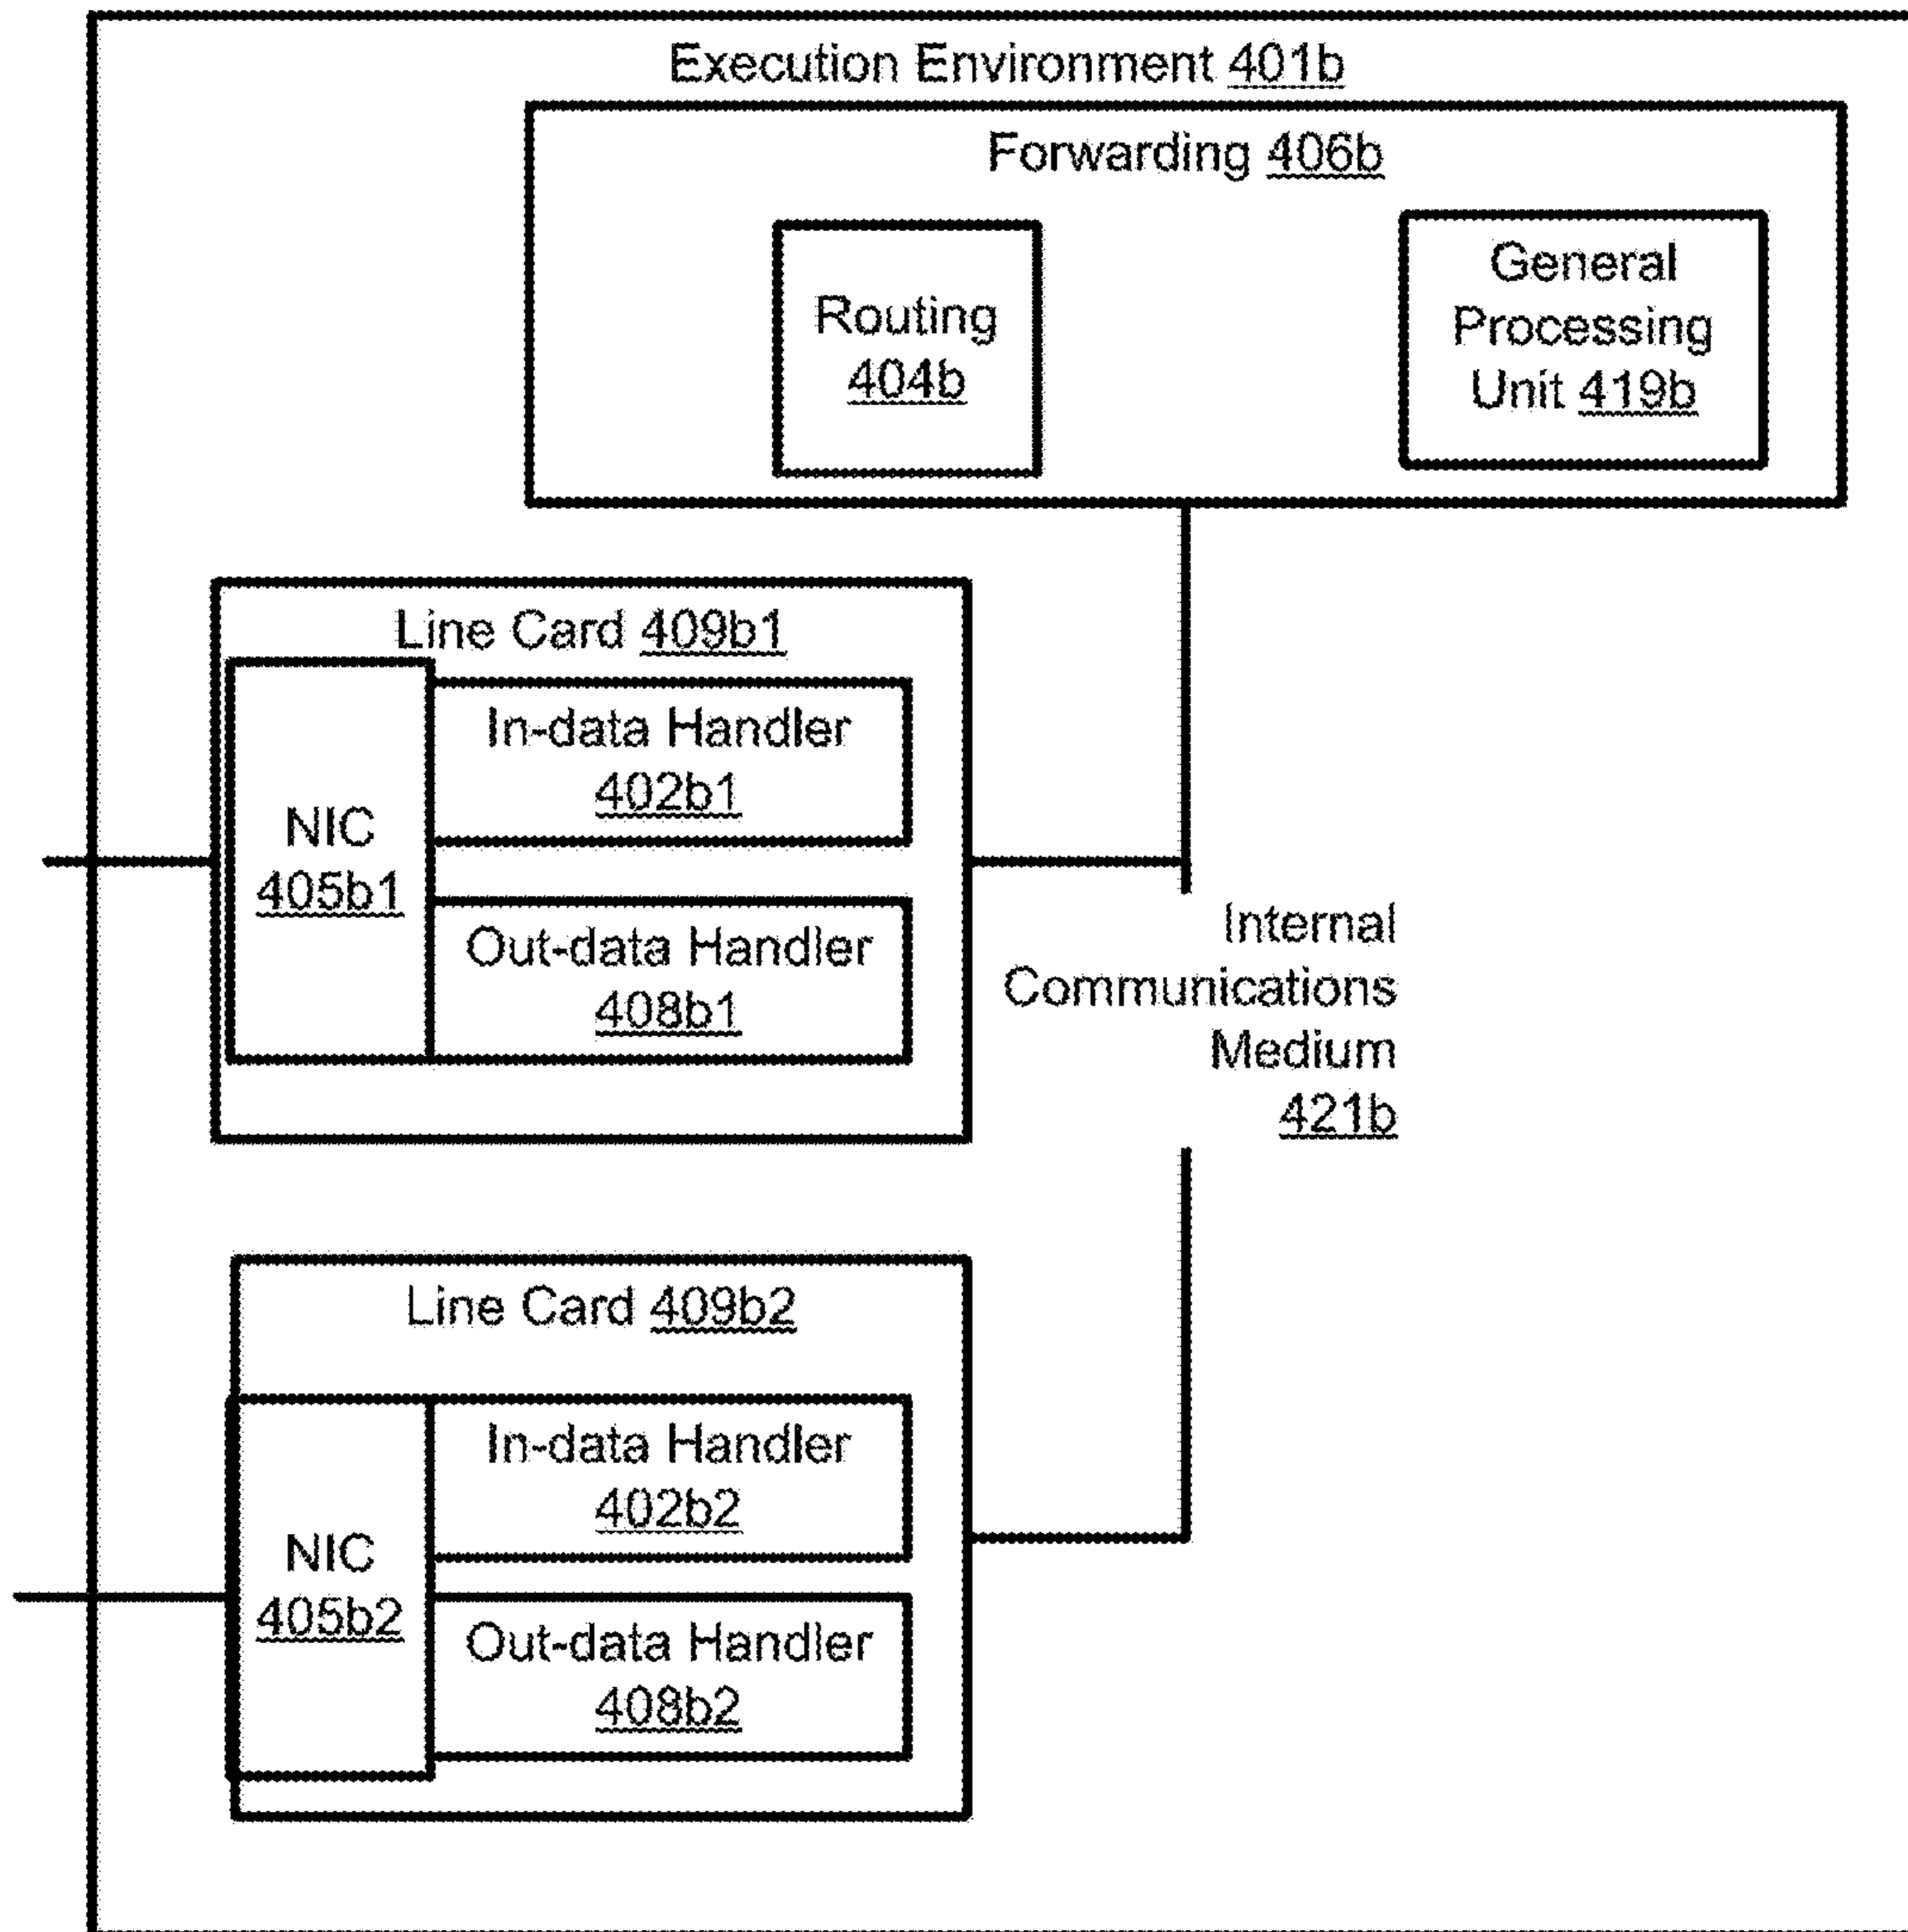 Execution Environment 401b
Forwarding 406b
Routing
404b
General
Processing
Unit 419b
Line Card 409b1
NIC
405b1
In-data Handler
402b1
Out-data Handler
408b1
Internal
Communications
Medium
421b
Line Card 409b2
NIC
405b2
In-data Handler
402b2
Out-data Handler
408b2